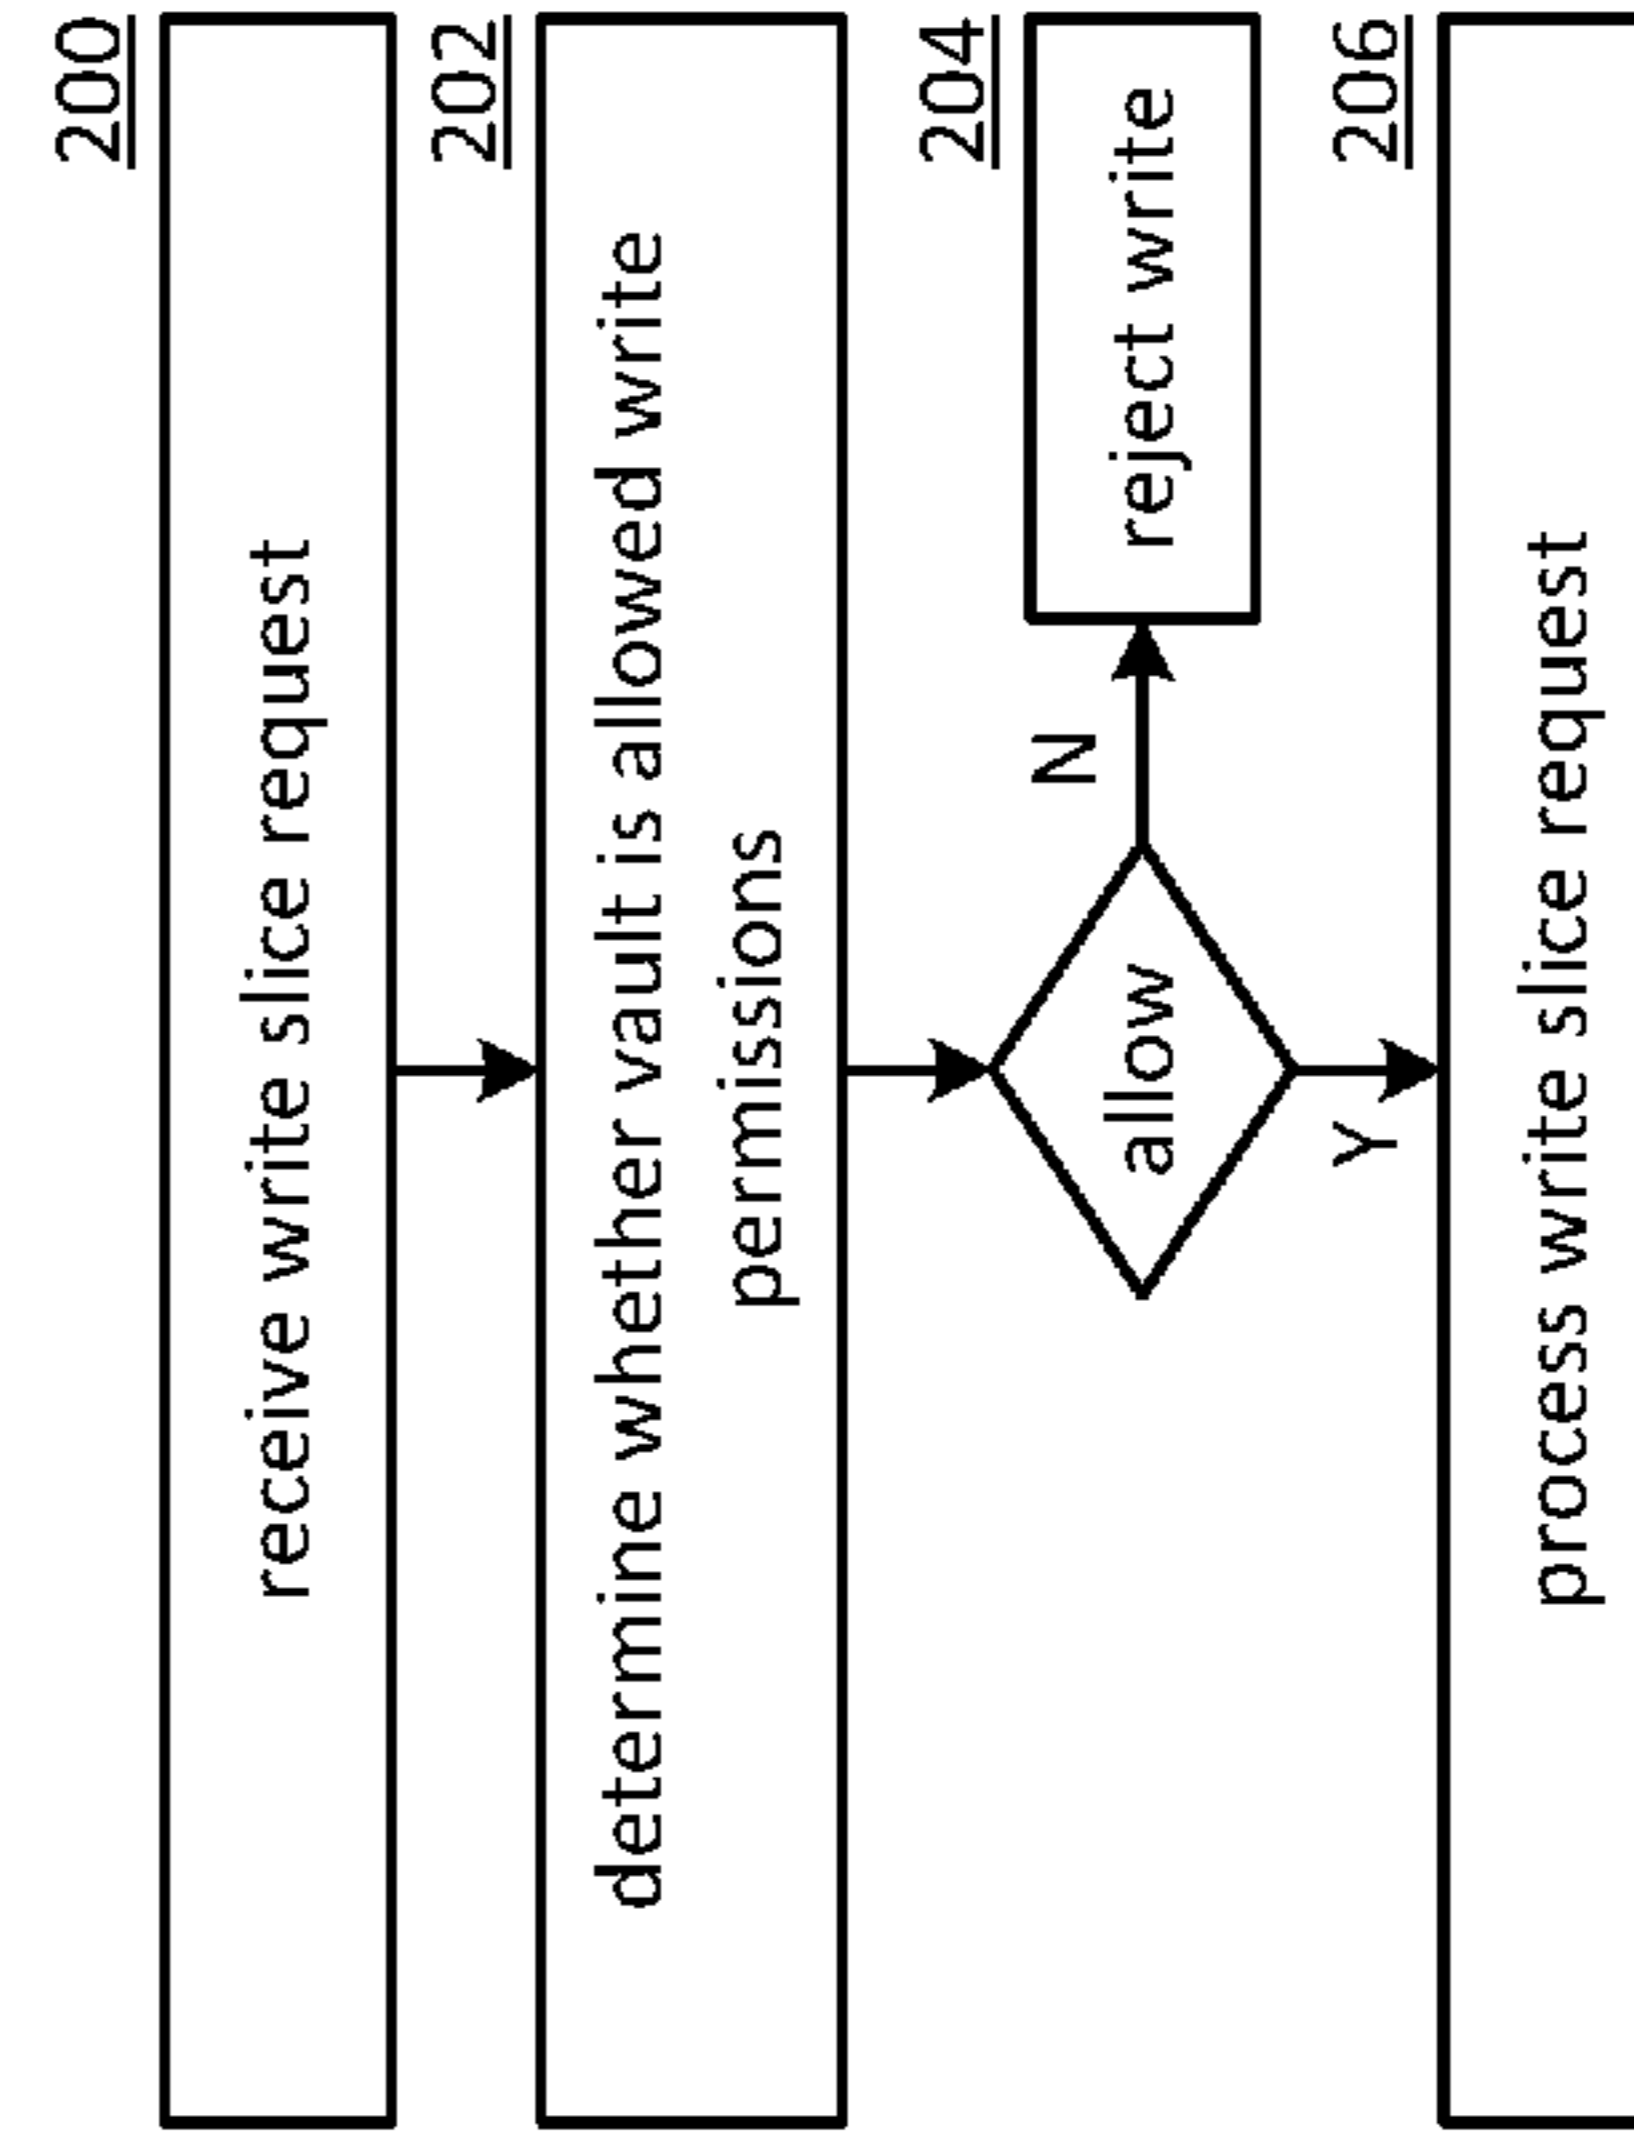 200
receive write slice request
202
determine whether vault is allowed write
permissions
204
allow
N
reject write
Y
206
process write slice request